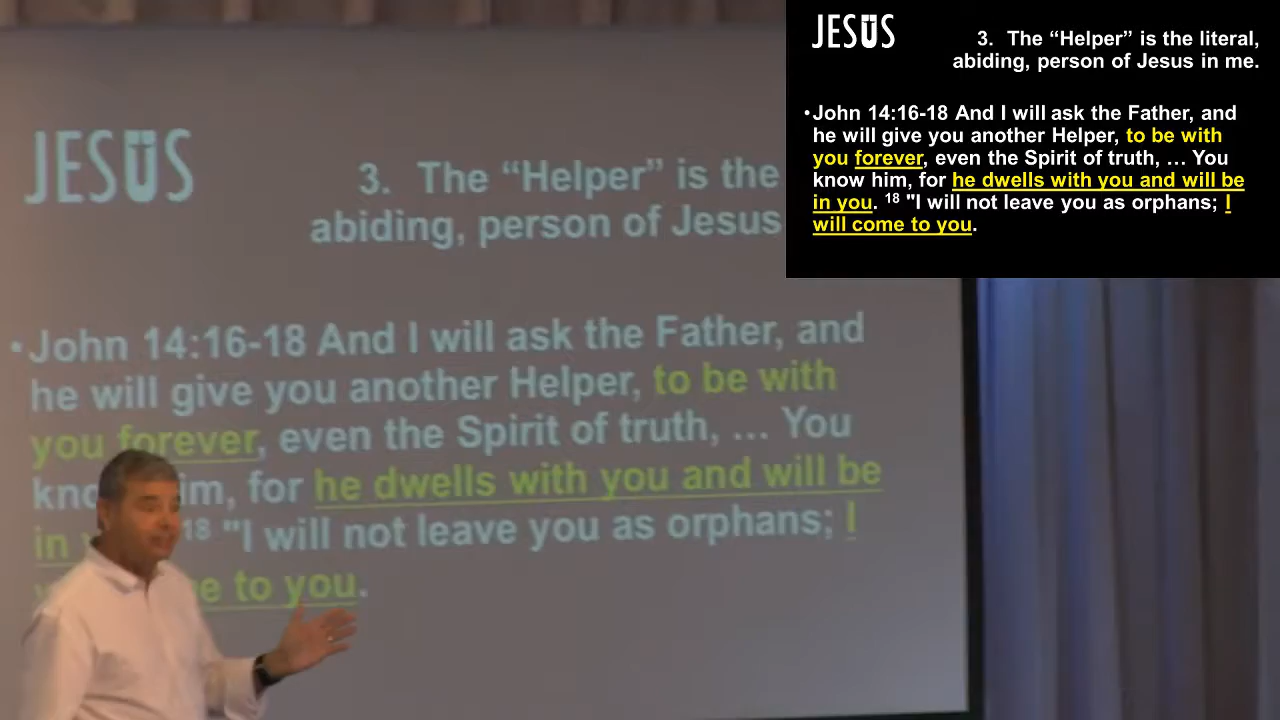 JESUS
3. The “Helper” is the
abiding, person of Jesus
•John 14:16-18 And I will ask the Father, and
he will give you another Helper, to be with
you forever, even the Spirit of truth, ... You
for he dwells with you and will be
in 18 "I will not leave you as orphans; I
to you.
JESUS
3. The “Helper” is the literal,
abiding, person of Jesus in me.
•John 14:16-18 And I will ask the Father, and
he will give you another Helper, to be with
you forever, even the Spirit of truth, ... You
know him, for he dwells with you and will be
in you. 18 "I will not leave you as orphans; I
will come to you.